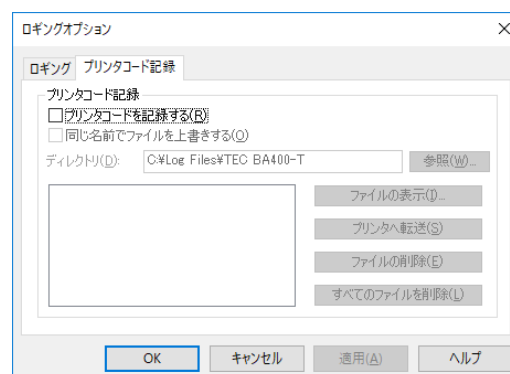 ロギングオプション
ロギング プリンタコード記録
プリンタコード記録
プリンタコードを記録する(R)
同じ名前でファイルを上書きする(O)
ディレクトリ(D): C:¥Log Files¥TEC BA400-T 参照(W)...
ファイルの表示(I)...
プリンタへ転送(S)
ファイルの削除(E)
すべてのファイルを削除(L)
OK キャンセル 適用(A) ヘルプ